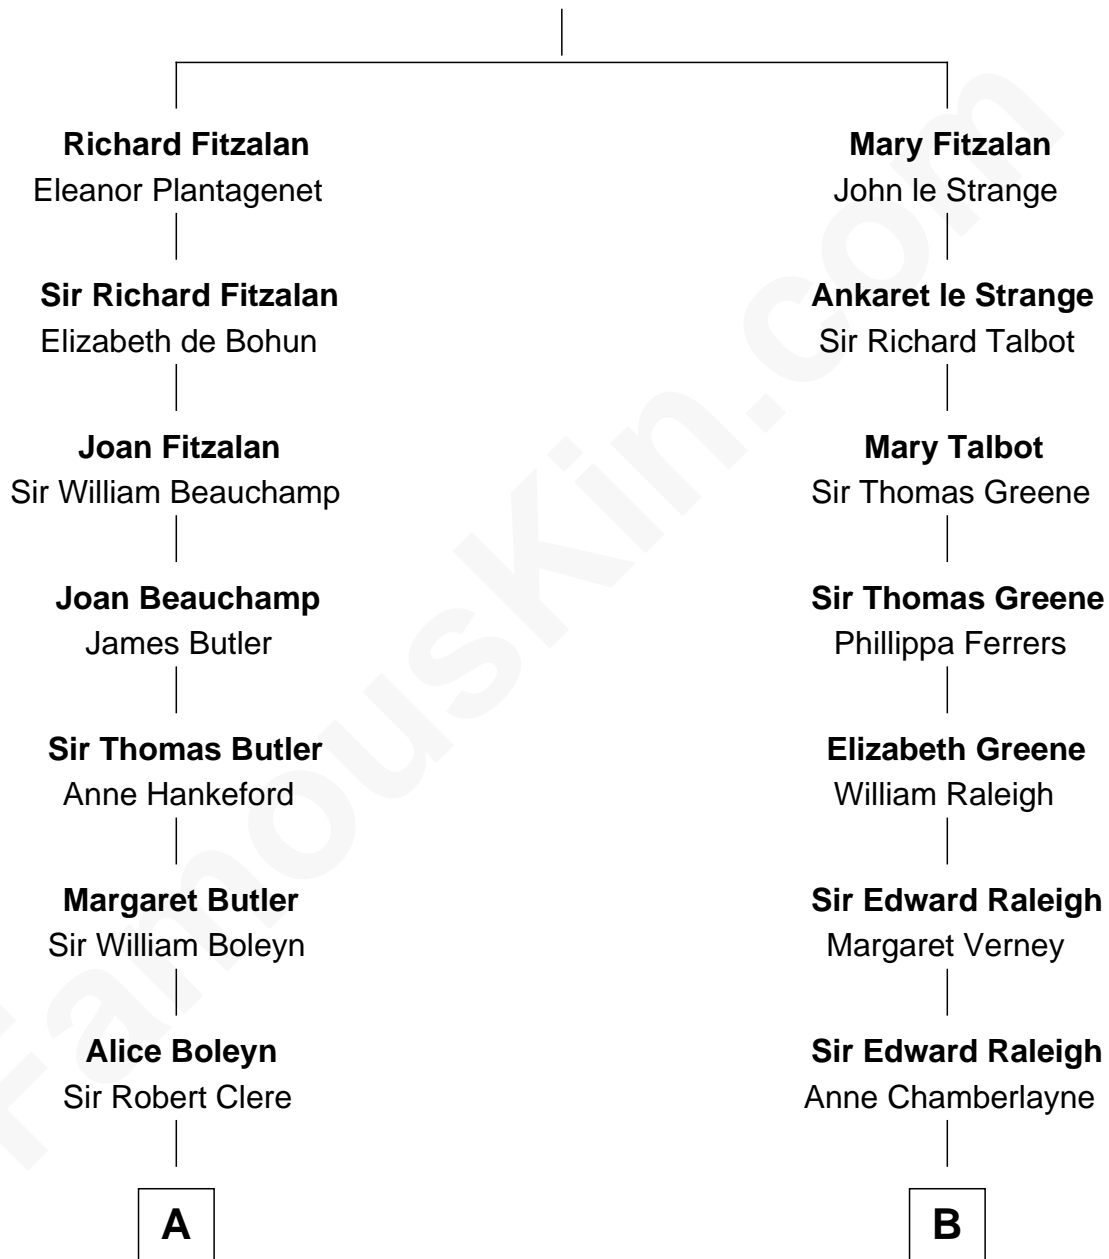 Richard Fitzalan
Eleanor Plantagenet
Mary Fitzalan
John le Strange
Sir Richard Fitzalan
Elizabeth de Bohun
Ankaret le Strange
Sir Richard Talbot
Joan Fitzalan
Sir William Beauchamp
Mary Talbot
Sir Thomas Greene
Joan Beauchamp
James Butler
Sir Thomas Greene
Phillippa Ferrers
Sir Thomas Butler
Anne Hankeford
Elizabeth Greene
William Raleigh
Margaret Butler
Sir William Boleyn
Sir Edward Raleigh
Margaret Verney
Alice Boleyn
Sir Robert Clere
Sir Edward Raleigh
Anne Chamberlayne
A
B
FamousKin.com